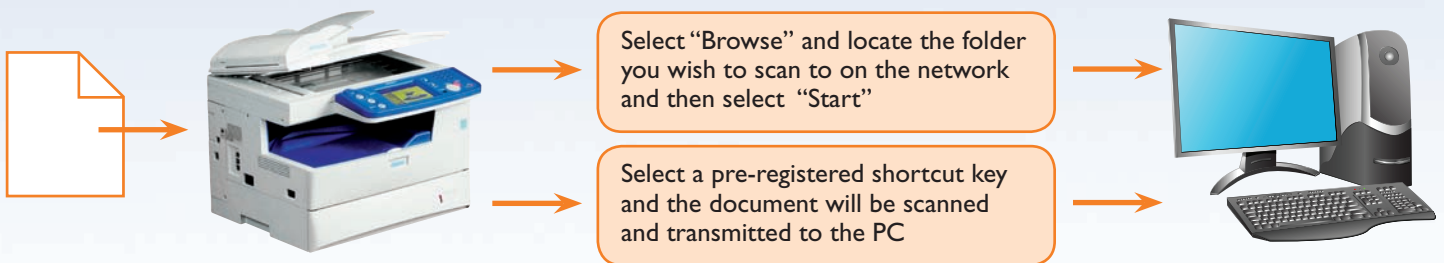 Select “Browse” and locate the folder
you wish to scan to on the network
and then select “Start”
Select a pre-registered shortcut key
and the document will be scanned
and transmitted to the PC